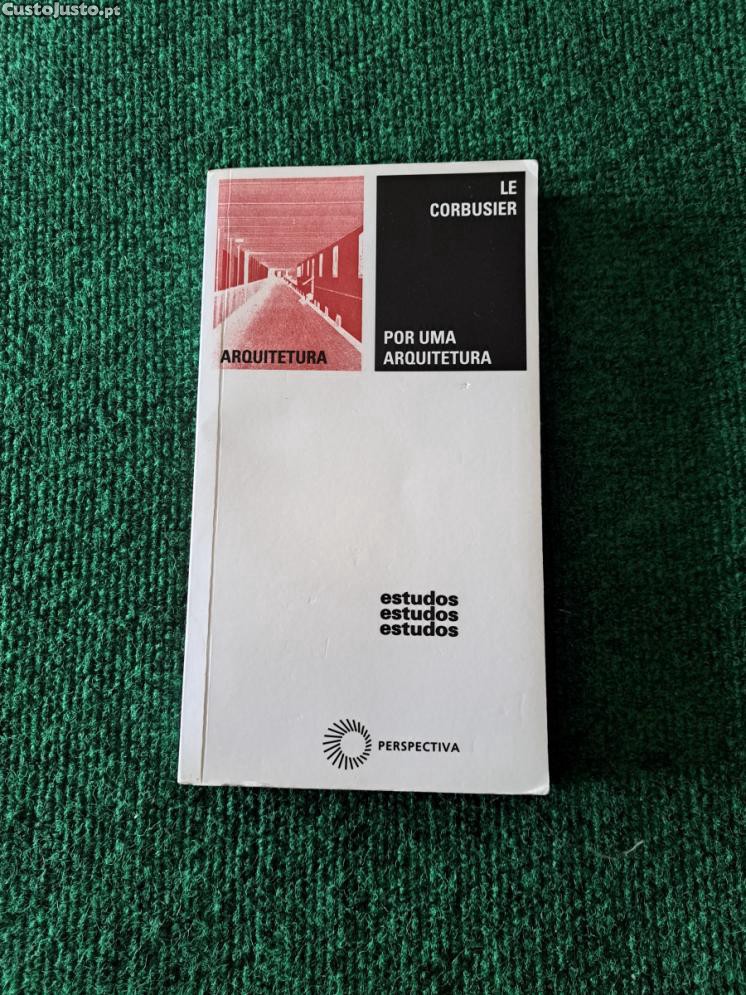 CustoJusto.pt
LE
CORBUSIER
POR UMA
ARQUITETURA
ARQUITETURA
estudos
estudos
estudos
PERSPECTIVA